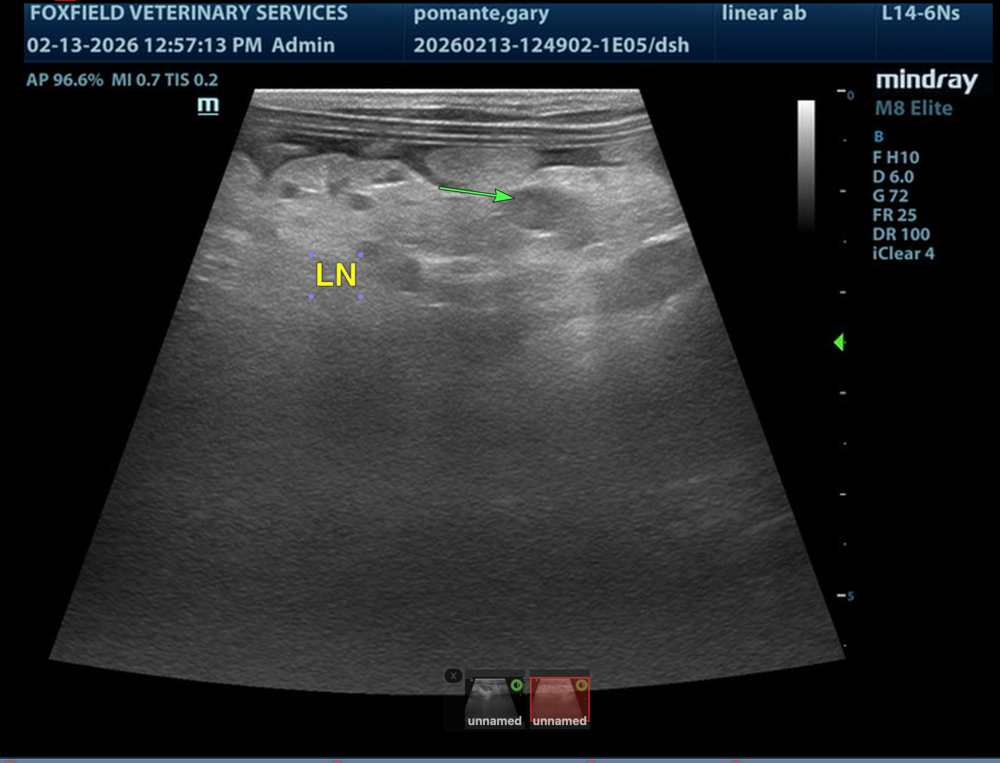 FOXFIELD VETERINARY SERVICES
pomante,gary
linear ab
L14-6Ns
02-13-2026 12:57:13 PM Admin
20260213-124902-1E05/dsh
AP 96.6% MI 0.7 TIS 0.2
m
mindray
M8 Elite
0
B
F H10
D 6.0
G 72
FR 25
DR 100
iClear 4
LN
5
X
unnamed
unnamed